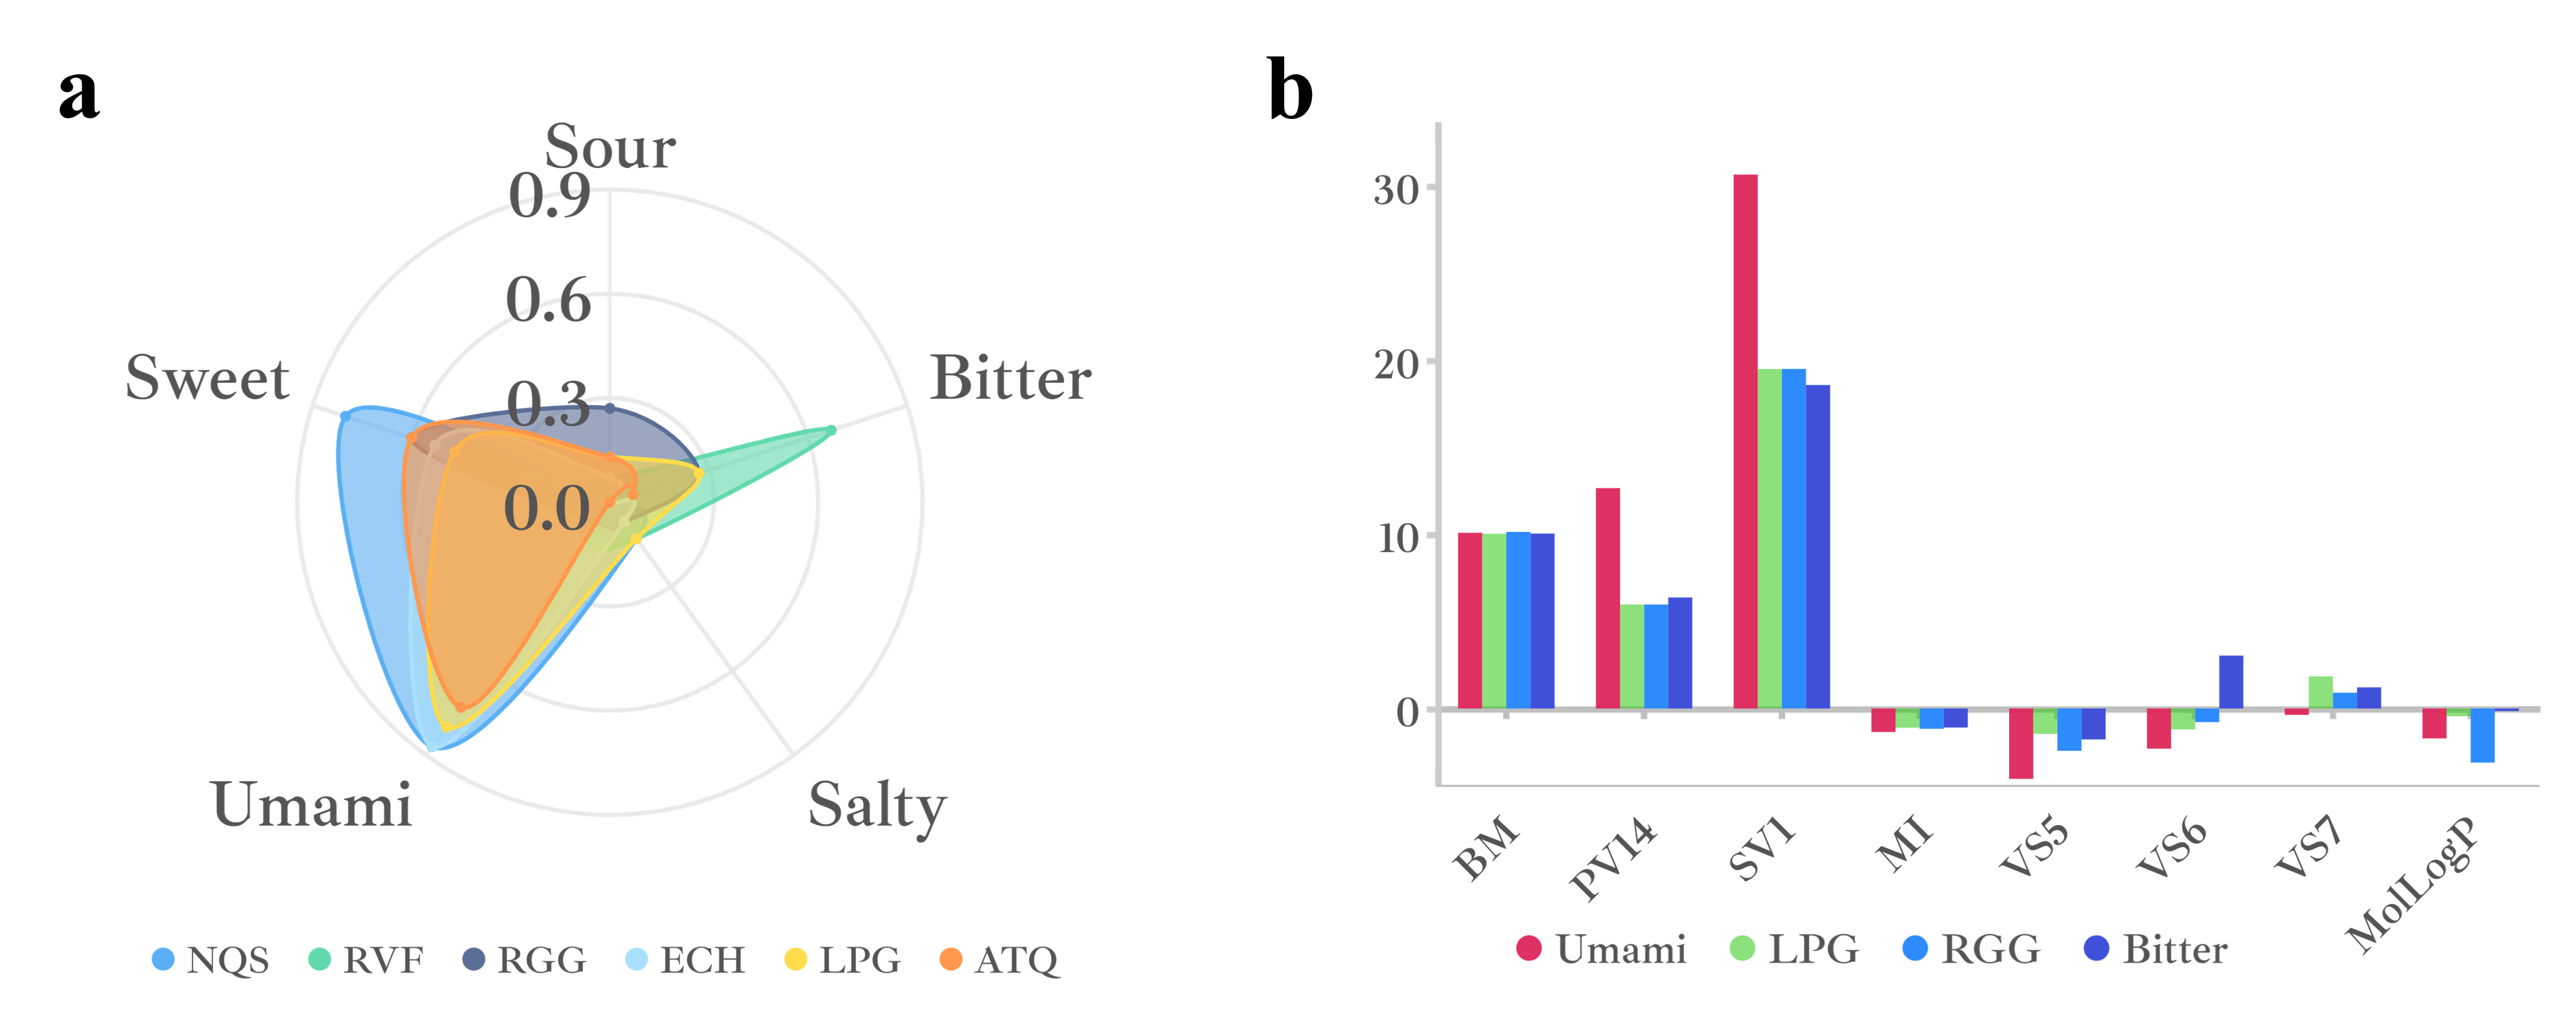 a
Sour
0.9
0.6
0.3
0.0
Sweet
Bitter
Umami
Salty
NQS RVF RGG ECH LPG ATQ
b
30
20
10
0
BM PV14 SV1 MI VS5 VS6 VS7 MolLogP
Umami LPG RGG Bitter